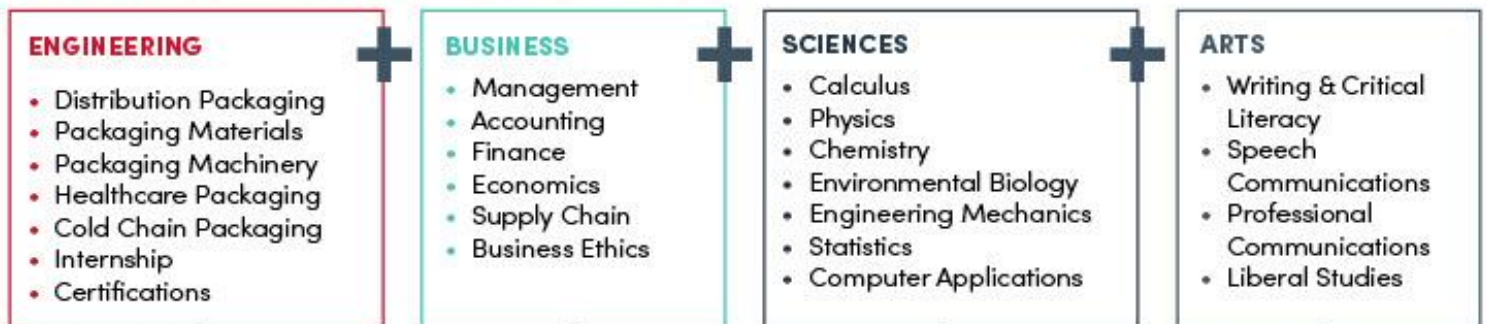 ENGINEERING
• Distribution Packaging
• Packaging Materials
• Packaging Machinery
• Healthcare Packaging
• Cold Chain Packaging
• Internship
• Certifications
BUSINESS
• Management
• Accounting
• Finance
• Economics
• Supply Chain
• Business Ethics
SCIENCES
• Calculus
• Physics
• Chemistry
• Environmental Biology
• Engineering Mechanics
• Statistics
• Computer Applications
ARTS
• Writing & Critical
Literacy
• Speech
Communications
• Professional
Communications
• Liberal Studies